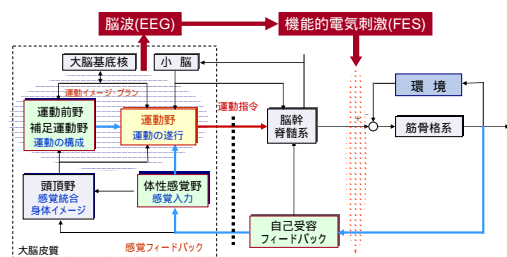 脳波(EEG)
機能的電気刺激(FES)
大脳基底核
小 脳
運動イメージ・プラン
環 境
運動前野
補足運動野
運動の構成
運動野
運動の遂行
運動指令
脳幹
脊髄系
筋骨格系
頭頂野
感覚統合
身体イメージ
体性感覚野
感覚入力
自己受容
フィードバック
感覚フィードバック
大脳皮質